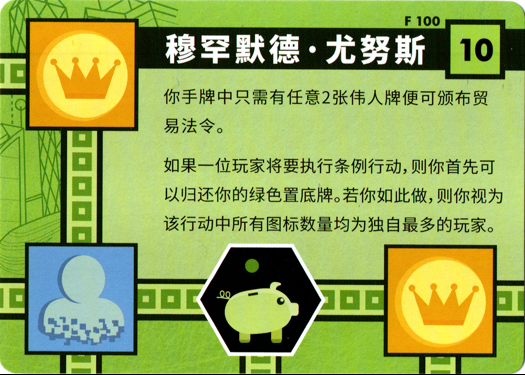 F 100
穆罕默德·尤努斯
10
你手牌中只需有任意2张伟人牌便可颁布贸
易法令。
如果一位玩家将要执行条例行动，则你首先可
以归还你的绿色置底牌。若你如此做，则你视为
该行动中所有图标数量均为独自最多的玩家。